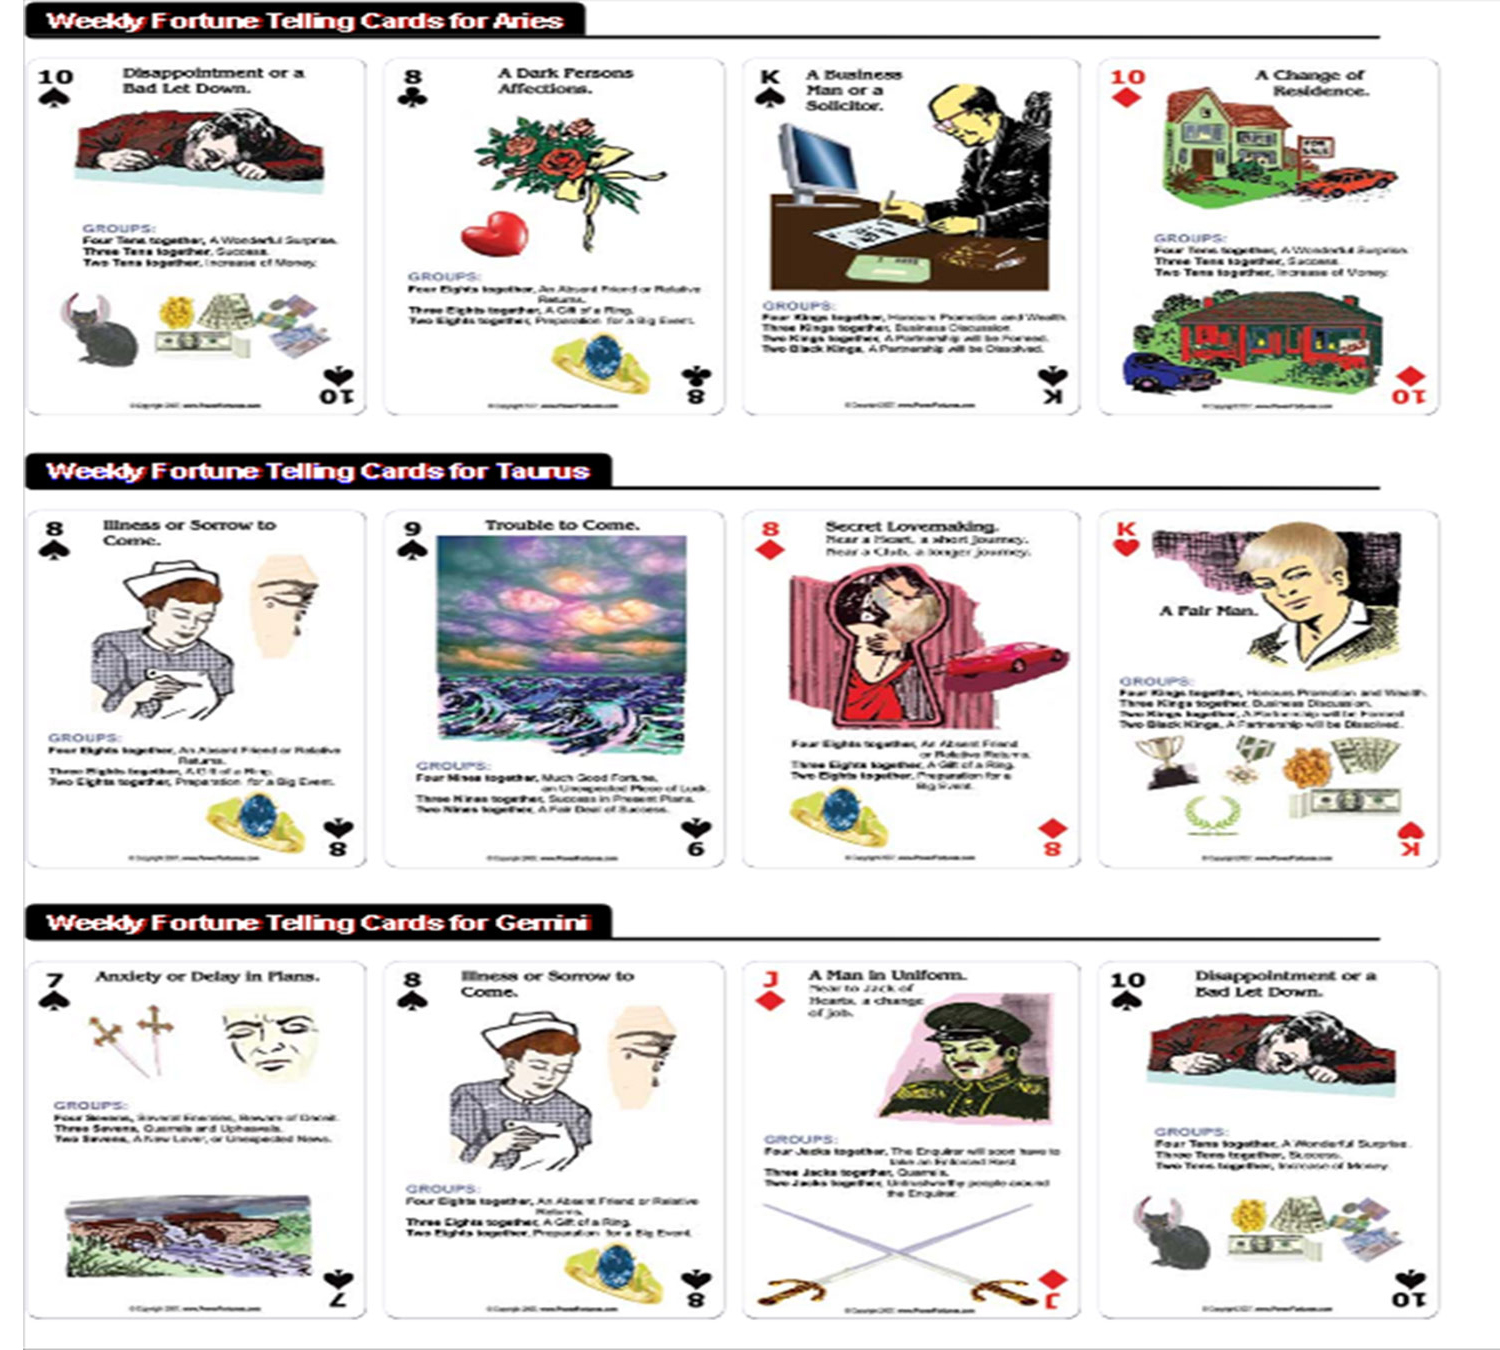 Weekly Fortune Telling Cards for Aries
10
Disappointment or a
Bad Let Down.
GROUPS:
Four Tens together, A Wonderful Surprise.
Three Tens together, Success.
Two Tens together, Increase of Money.
10
8
A Dark Persons
Affections.
GROUPS:
Four Eights together, An Absent Friend or Relative
Returns.
Three Eights together, A Gift of a Ring.
Two Eights together, Preparation for a Big Event.
8
K
A Business
Man or a
Solicitor.
GROUPS:
Four Kings together, Honours Promotion and Wealth.
Three Kings together, Business Discussion.
Two Kings together, A Partnership will be Formed.
Two Black Kings, A Partnership will be Dissolved.
K
10
A Change of
Residence.
FOR
SALE
GROUPS:
Four Tens together, A Wonderful Surprise.
Three Tens together, Success.
Two Tens together, Increase of Money.
10
Weekly Fortune Telling Cards for Taurus
8
Illness or Sorrow to
Come.
GROUPS:
Four Eights together, An Absent Friend or Relative
Returns.
Three Eights together, A Gift of a Ring.
Two Eights together, Preparation for a Big Event.
8
9
Trouble to Come.
GROUPS:
Four Nines together, Much Good Fortune,
an Unexpected Piece of Luck.
Three Nines together, Success in Present Plans.
Two Nines together, A Fair Deal of Success.
9
8
Secret Lovemaking.
Near a Heart, a short journey.
Near a Club, a longer journey.
Four Eights together, An Absent Friend
or Relative Returns.
Three Eights together, A Gift of a Ring.
Two Eights together, Preparation for a
Big Event.
8
K
A Fair Man.
GROUPS:
Four Kings together, Honours Promotion and Wealth.
Three Kings together, Business Discussion.
Two Kings together, A Partnership will be Formed
Two Black Kings, A Partnership will be Dissolved.
K
Weekly Fortune Telling Cards for Gemini
7
Anxiety or Delay in Plans.
GROUPS:
Four Sevens, Several Enemies, Beware of Deceit.
Three Sevens, Quarrels and Upheavals.
Two Sevens, A New Lover, or Unexpected News.
7
8
Illness or Sorrow to
Come.
GROUPS:
Four Eights together, An Absent Friend or Relative
Returns.
Three Eights together, A Gift of a Ring.
Two Eights together, Preparation for a Big Event.
8
J
A Man in Uniform.
Near to Jack of
Hearts, a change
of job.
GROUPS:
Four Jacks together, The Enquirer will soon have to
take an Enforced Rest.
Three Jacks together, Quarrels.
Two Jacks together, Untrustworthy people around
the Enquirer.
J
10
Disappointment or a
Bad Let Down.
GROUPS:
Four Tens together, A Wonderful Surprise.
Three Tens together, Success.
Two Tens together, Increase of Money
10